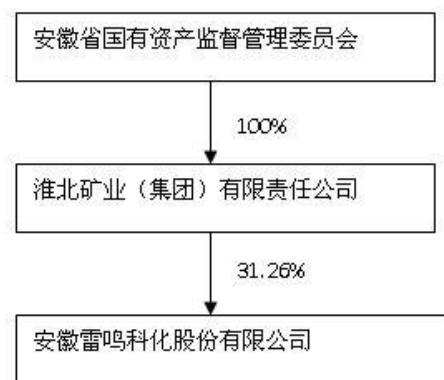 安徽省国有资产监督管理委员会
100%
淮北矿业（集团）有限责任公司
31.26%
安徽雷鸣科化股份有限公司